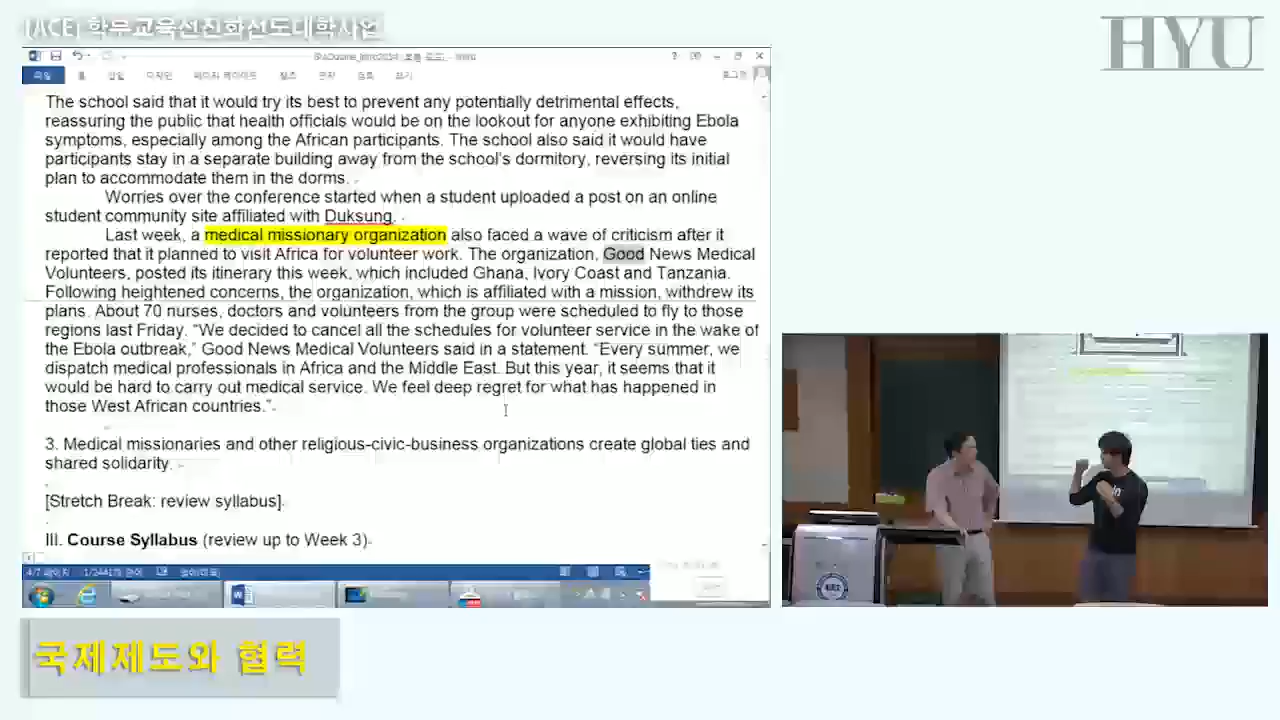 [ACE] 학부교육선진화선도대학사업
HYU
The school said that it would try its best to prevent any potentially detrimental effects,
reassuring the public that health officials would be on the lookout for anyone exhibiting Ebola
symptoms, especially among the African participants. The school also said it would have
participants stay in a separate building away from the school's dormitory, reversing its initial
plan to accommodate them in the dorms.
Worries over the conference started when a student uploaded a post on an online
student community site affiliated with Duksung.
Last week, a medical missionary organization also faced a wave of criticism after it
reported that it planned to visit Africa for volunteer work. The organization, Good News Medical
Volunteers, posted its itinerary this week, which included Ghana, Ivory Coast and Tanzania.
Following heightened concerns, the organization, which is affiliated with a mission, withdrew its
plans. About 70 nurses, doctors and volunteers from the group were scheduled to fly to those
regions last Friday. “We decided to cancel all the schedules for volunteer service in the wake of
the Ebola outbreak,” Good News Medical Volunteers said in a statement. “Every summer, we
dispatch medical professionals in Africa and the Middle East. But this year, it seems that it
would be hard to carry out medical service. We feel deep regret for what has happened in
those West African countries.”
3. Medical missionaries and other religious-civic-business organizations create global ties and
shared solidarity.
[Stretch Break: review syllabus]
III. Course Syllabus (review up to Week 3)
국제제도와 협력